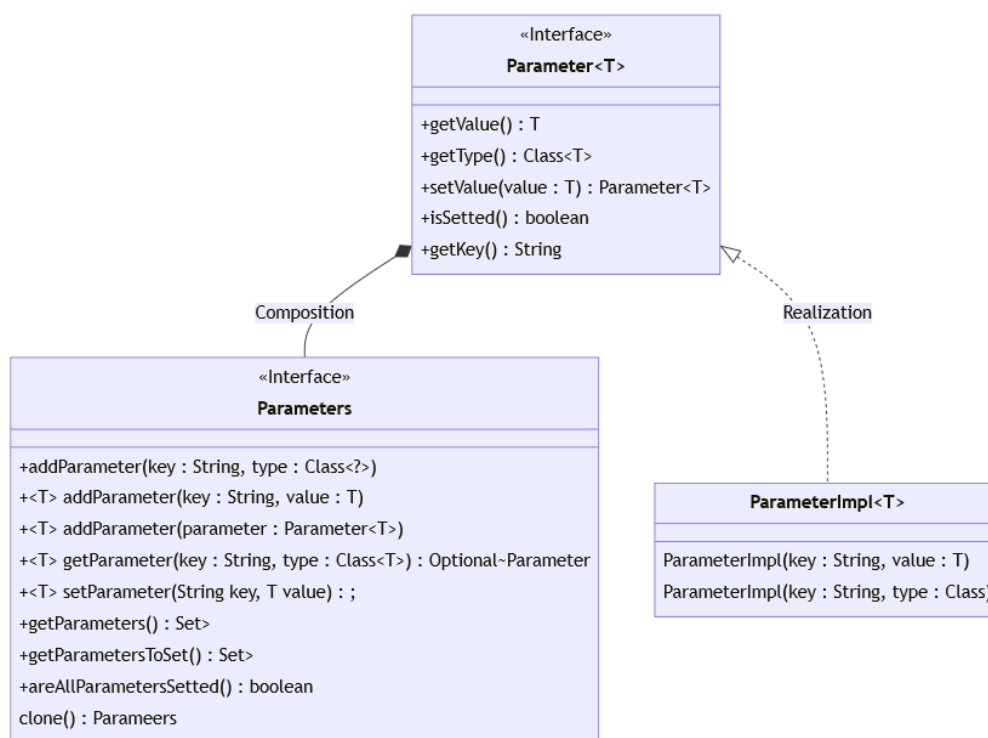 «Interface»
Parameter<T>
+getValue() : T
+getType() : Class<T>
+setValue(value : T) : Parameter<T>
+isSetted() : boolean
+getKey() : String
Composition
Realization
«Interface»
Parameters
+addParameter(key : String, type : Class<?>)
+<T> addParameter(key : String, value : T)
+<T> addParameter(parameter : Parameter<T>)
+<T> getParameter(key : String, type : Class<T>) : Optional~Parameter
+<T> setParameter(String key, T value) : ;
+getParameters() : Set>
+getParametersToSet() : Set>
+areAllParametersSetted() : boolean
clone() : Parameers
ParameterImpl<T>
ParameterImpl(key : String, value : T)
ParameterImpl(key : String, type : Class)